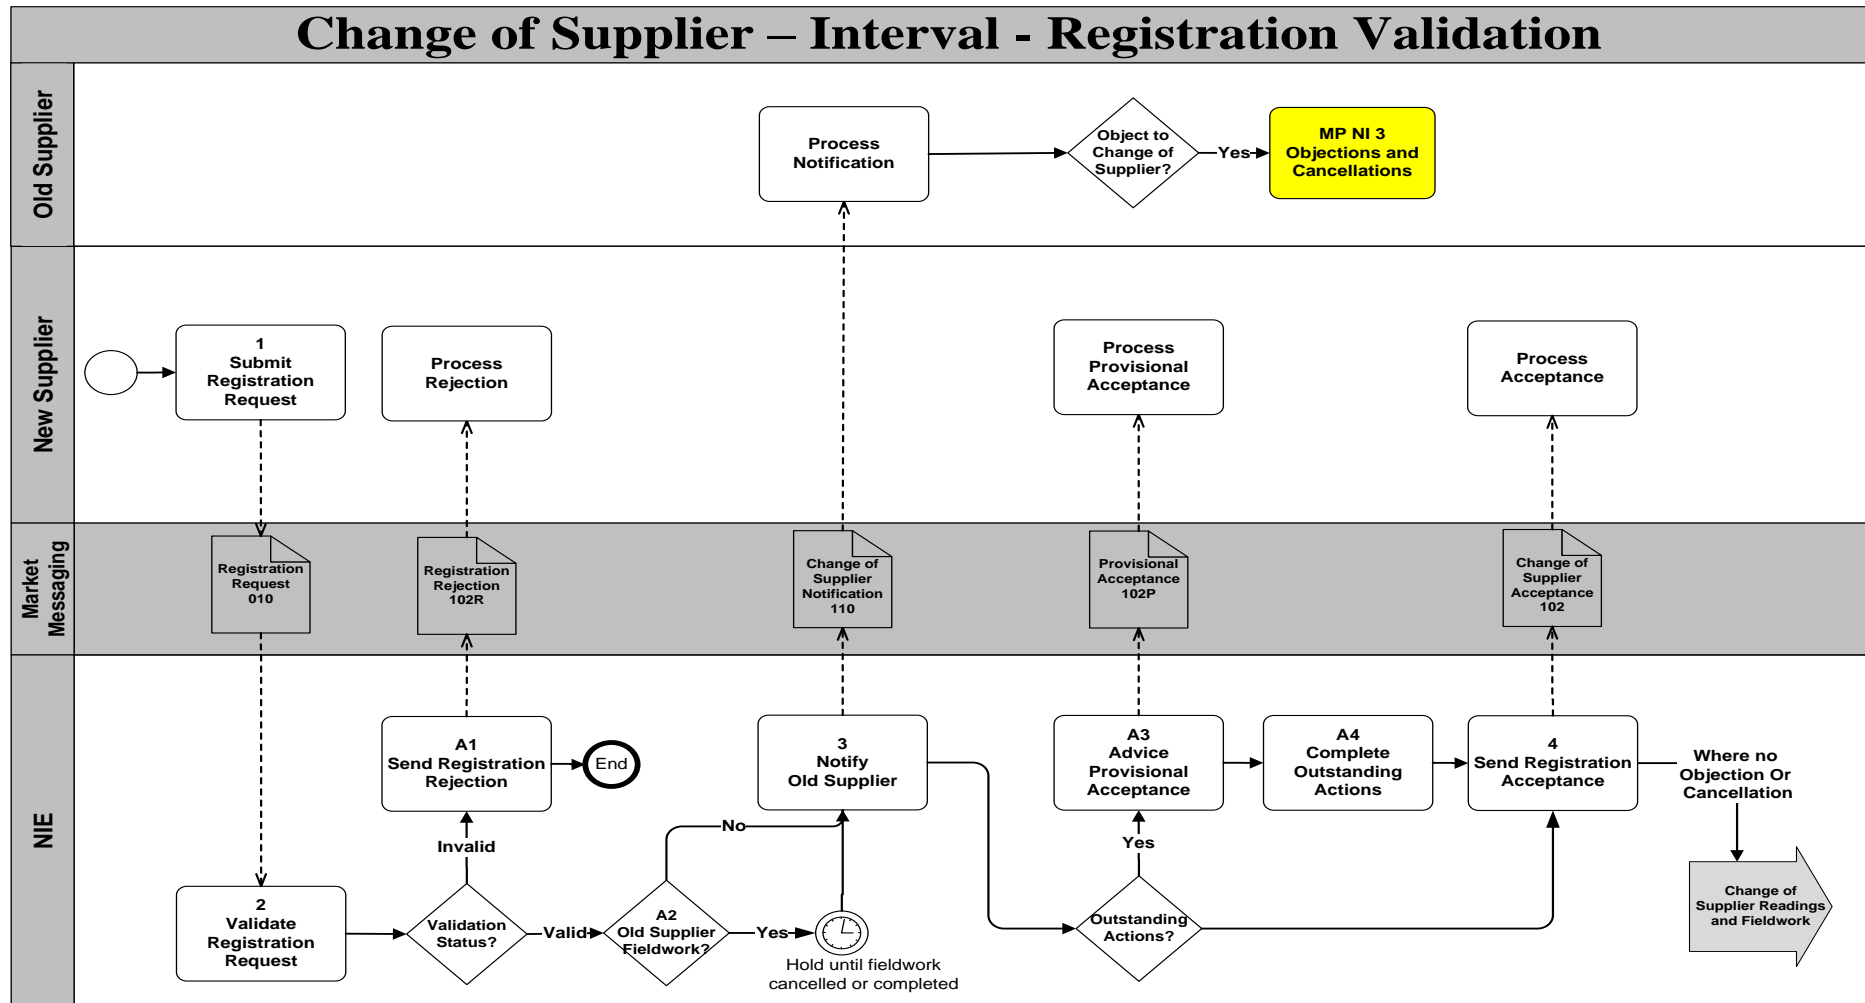 Change of Supplier – Interval - Registration Validation
Old Supplier
Process
Notification
Object to
Change of
Supplier?
Yes
MP NI 3
Objections and
Cancellations
New Supplier
1
Submit
Registration
Request
Process
Rejection
Process
Provisional
Acceptance
Process
Acceptance
Market
Messaging
Registration
Request
010
Registration
Rejection
102R
Change of
Supplier
Notification
110
Provisional
Acceptance
102P
Change of
Supplier
Acceptance
102
NIE
A1
Send Registration
Rejection
End
3
Notify
Old Supplier
A3
Advice
Provisional
Acceptance
A4
Complete
Outstanding
Actions
4
Send Registration
Acceptance
Where no
Objection Or
Cancellation
Invalid
No
Yes
2
Validate
Registration
Request
Validation
Status?
Valid
A2
Old Supplier
Fieldwork?
Yes
Hold until fieldwork
cancelled or completed
Outstanding
Actions?
Change of
Supplier Readings
and Fieldwork